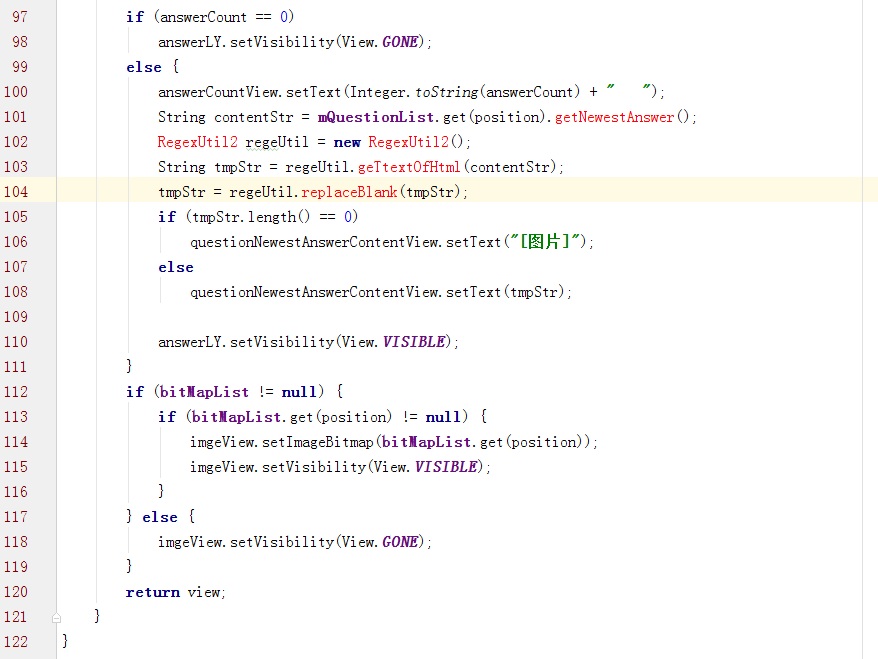 97 if (answerCount == 0)
98 answerLY.setVisibility(View.GONE);
99 else {
100 answerCountView.setText(Integer.toString(answerCount) + "   ");
101 String contentStr = mQuestionList.get(position).getNewestAnswer();
102 RegexUtil2 regeUtil = new RegexUtil2();
103 String tmpStr = regeUtil.geTtextOfHtml(contentStr);
104 tmpStr = regeUtil.replaceBlank(tmpStr);
105 if (tmpStr.length() == 0)
106 questionNewestAnswerContentView.setText("[图片]");
107 else
108 questionNewestAnswerContentView.setText(tmpStr);
109
110 answerLY.setVisibility(View.VISIBLE);
111 }
112 if (bitMapList != null) {
113 if (bitMapList.get(position) != null) {
114 imgeView.setImageBitmap(bitMapList.get(position));
115 imgeView.setVisibility(View.VISIBLE);
116 }
117 } else {
118 imgeView.setVisibility(View.GONE);
119 }
120 return view;
121 }
122 }